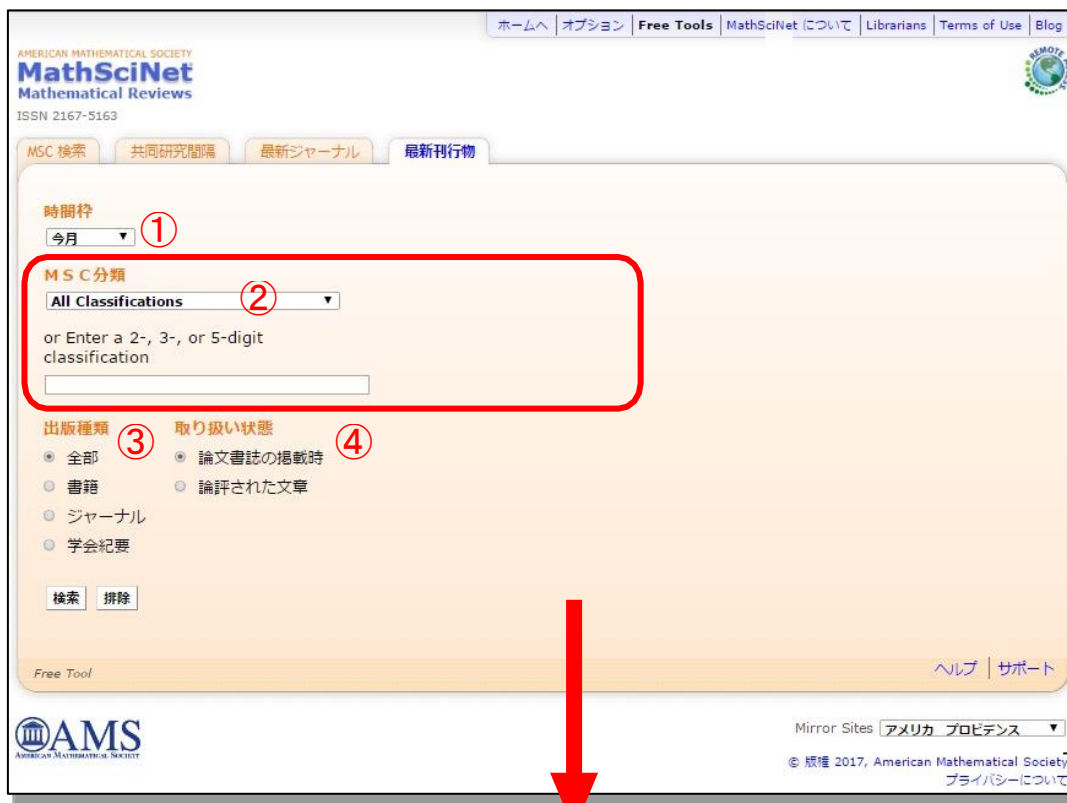 ホームへ オプション Free Tools MathSciNet について Librarians Terms of Use Blog
AMERICAN MATHEMATICAL SOCIETY
MathSciNet
Mathematical Reviews
ISSN 2167-5163
REMOTE
MSC 検索 共同研究間隔 最新ジャーナル 最新刊行物
時間枠
今月 ▼ ①
ＭＳＣ分類
All Classifications ▼ ②
or Enter a 2-, 3-, or 5-digit
classification
出版種類 ③ 取り扱い状態 ④
全部 論文書誌の掲載時
書籍 論評された文章
ジャーナル
学会紀要
検索 排除
Free Tool ヘルプ サポート
AMS
AMERICAN MATHEMATICAL SOCIETY
Mirror Sites アメリカ プロビデンス ▼
© 版権 2017, American Mathematical Society
プライバシーについて